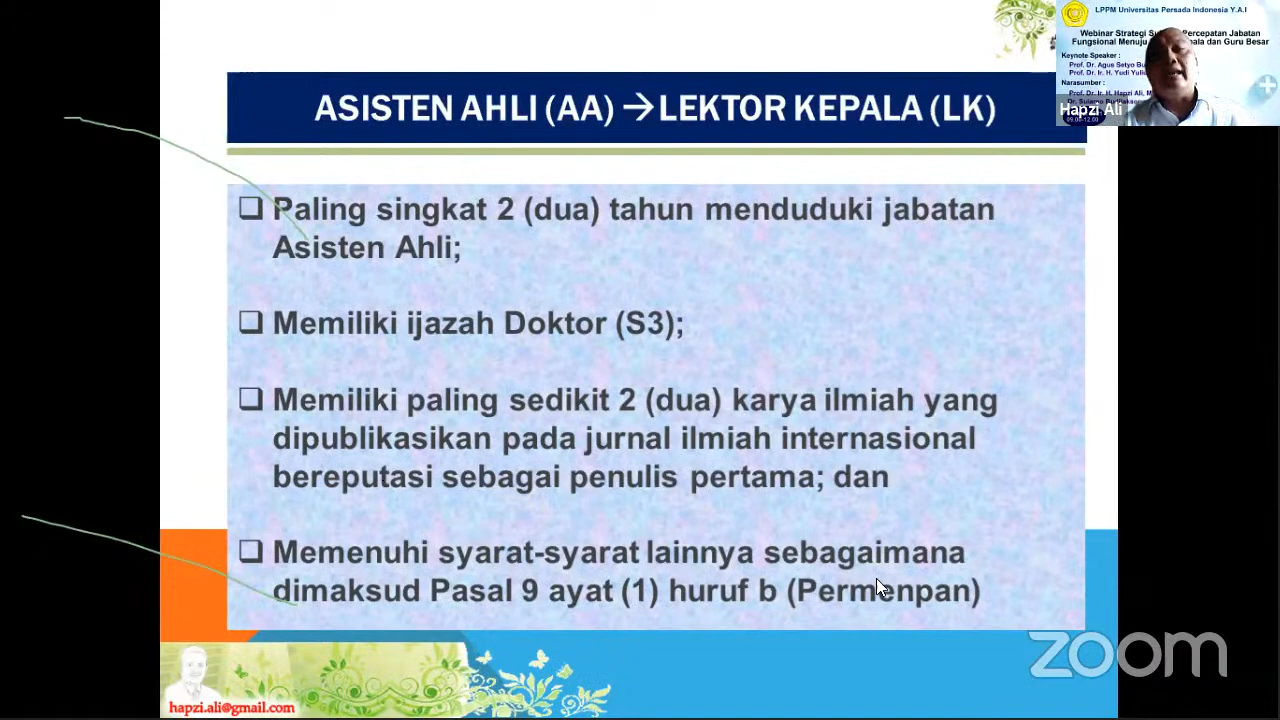 LPPM Universitas Persada Indonesia Y.A.I
Webinar Strategi Percepatan Jabatan
Fungsional Menuju dan Guru Besar
Keynote Speaker :
Prof. Dr. Agus Setyo
Prof. Dr. Ir. H. Yudi
Narasumber :
Prof. Dr. Ir. H. Hapzi Ali,
Hapzi Ali
09.00-12.00
ASISTEN AHLI (AA) →LEKTOR KEPALA (LK)
❑ Paling singkat 2 (dua) tahun menduduki jabatan
Asisten Ahli;
❑ Memiliki ijazah Doktor (S3);
❑ Memiliki paling sedikit 2 (dua) karya ilmiah yang
dipublikasikan pada jurnal ilmiah internasional
bereputasi sebagai penulis pertama; dan
❑ Memenuhi syarat-syarat lainnya sebagaimana
dimaksud Pasal 9 ayat (1) huruf b (Permenpan)
zoom
hapzi.ali@gmail.com